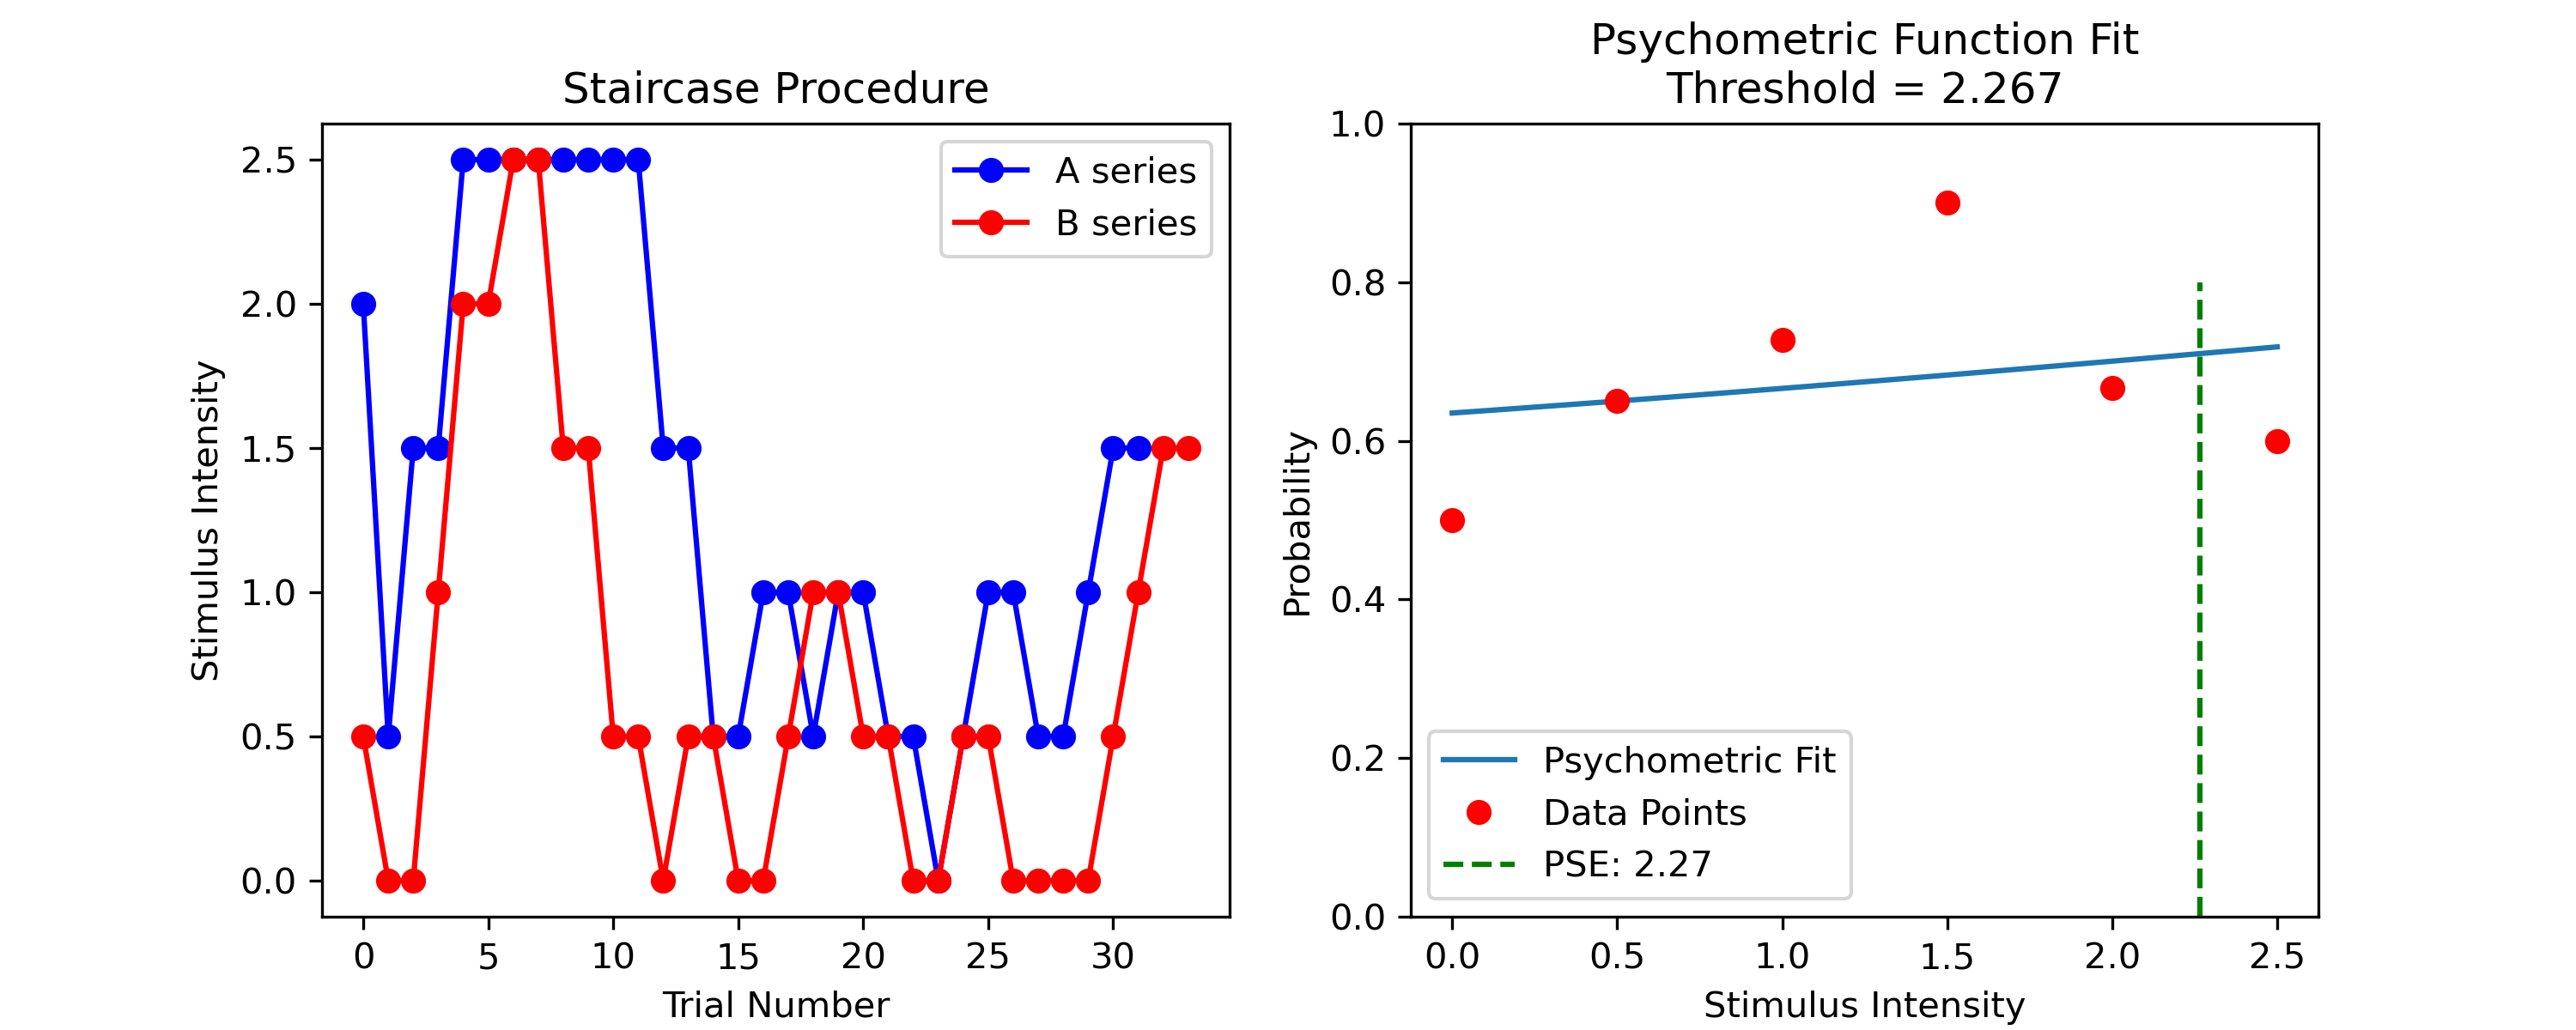 Staircase Procedure
Stimulus Intensity
2.5
2.0
1.5
1.0
0.5
0.0
A series
B series
0
5
10
15
20
25
30
Trial Number
Psychometric Function Fit
Threshold = 2.267
Probability
1.0
0.8
0.6
0.4
0.2
0.0
Psychometric Fit
Data Points
PSE: 2.27
0.0
0.5
1.0
1.5
2.0
2.5
Stimulus Intensity